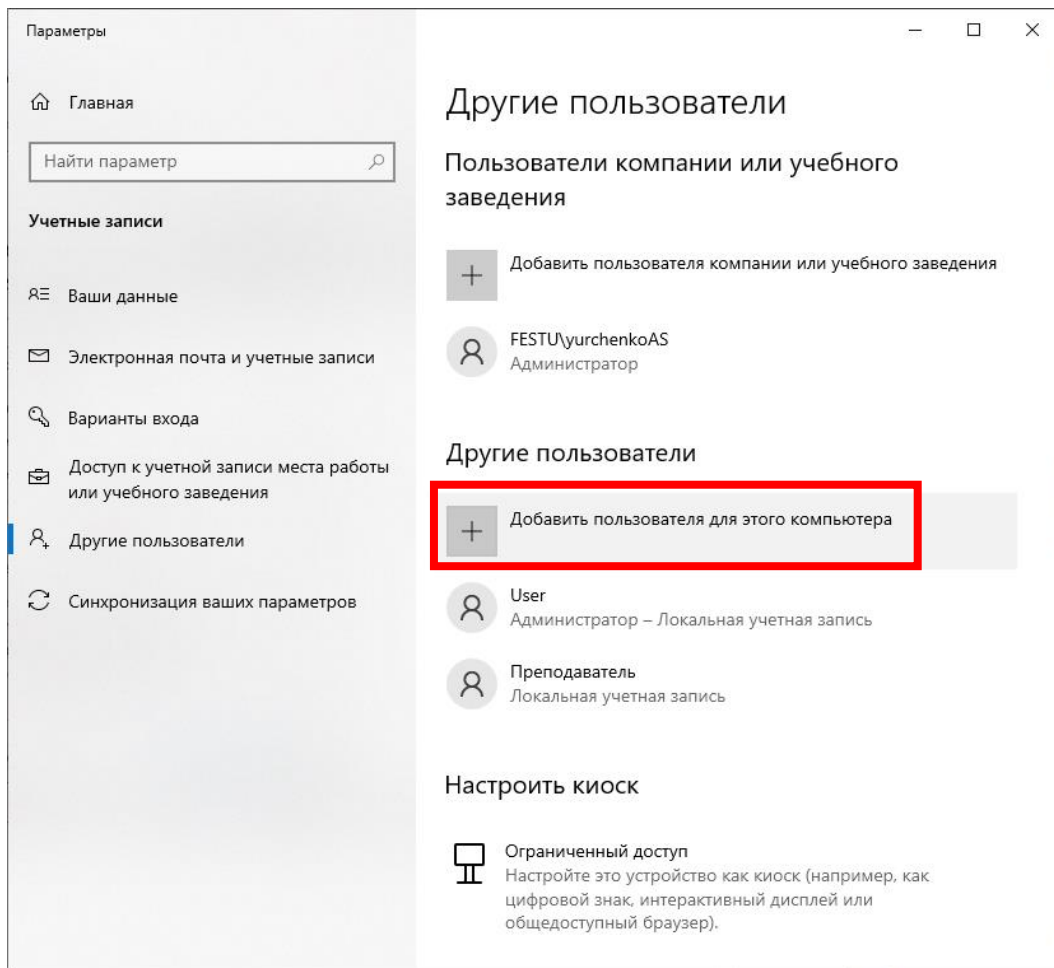 Параметры
Главная
Найти параметр
Учетные записи
Ваши данные
Электронная почта и учетные записи
Варианты входа
Доступ к учетной записи места работы
или учебного заведения
Другие пользователи
Синхронизация ваших параметров
Другие пользователи
Пользователи компании или учебного
заведения
Добавить пользователя компании или учебного заведения
FESTU\yurchenkoAS
Администратор
Другие пользователи
Добавить пользователя для этого компьютера
User
Администратор – Локальная учетная запись
Преподаватель
Локальная учетная запись
Настроить киоск
Ограниченный доступ
Настройте это устройство как киоск (например, как
цифровой знак, интерактивный дисплей или
общедоступный браузер).